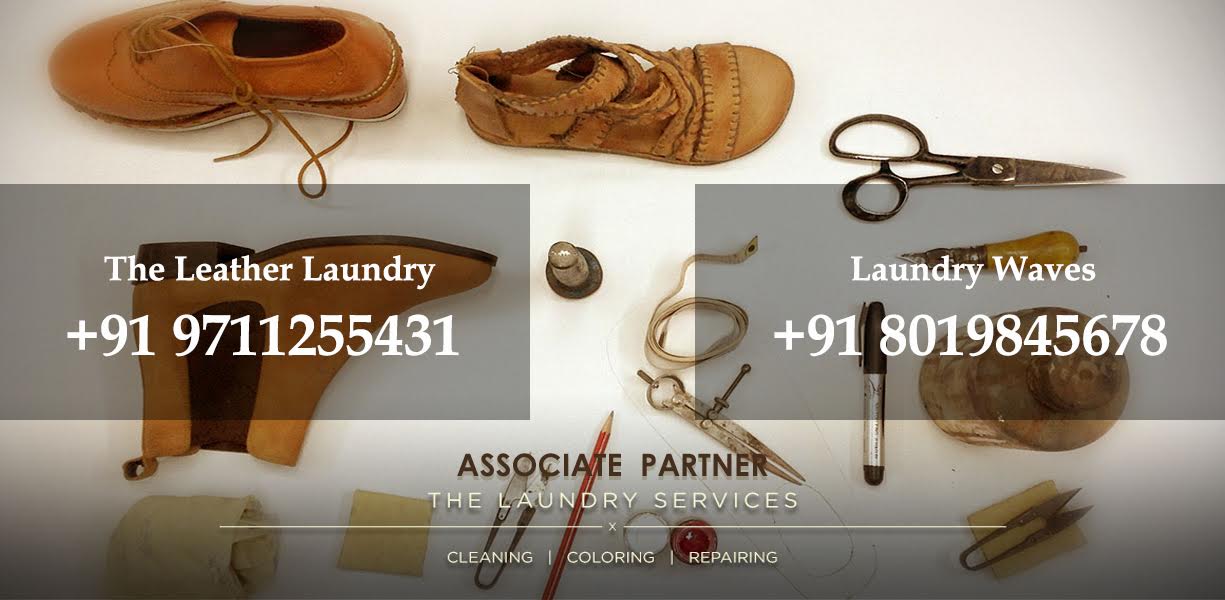 The Leather Laundry
+91 9711255431
Laundry Waves
+91 8019845678
ASSOCIATE PARTNER
THE LAUNDRY SERVICES
x
CLEANING | COLORING | REPAIRING